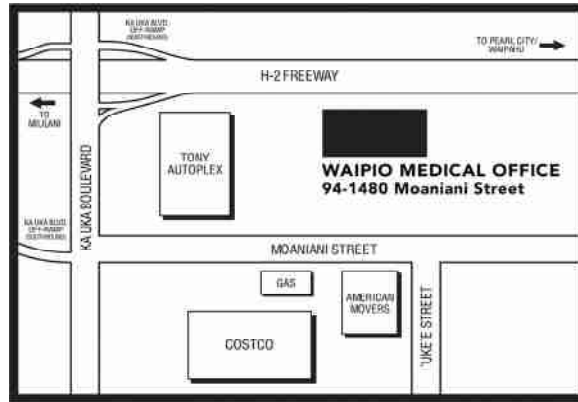 KA UKA BLVD.
OFF-RAMP
(NORTHBOUND)
TO PEARL CITY/
WAIPAHU
H-2 FREEWAY
TO
MILILANI
TONY
AUTOPLEX
WAIPIO MEDICAL OFFICE
94-1480 Moaniani Street
KA UKA BOULEVARD
KA UKA BLVD.
OFF-RAMP
(SOUTHBOUND)
MOANIANI STREET
GAS
AMERICAN
MOVERS
COSTCO
'UKE'E STREET